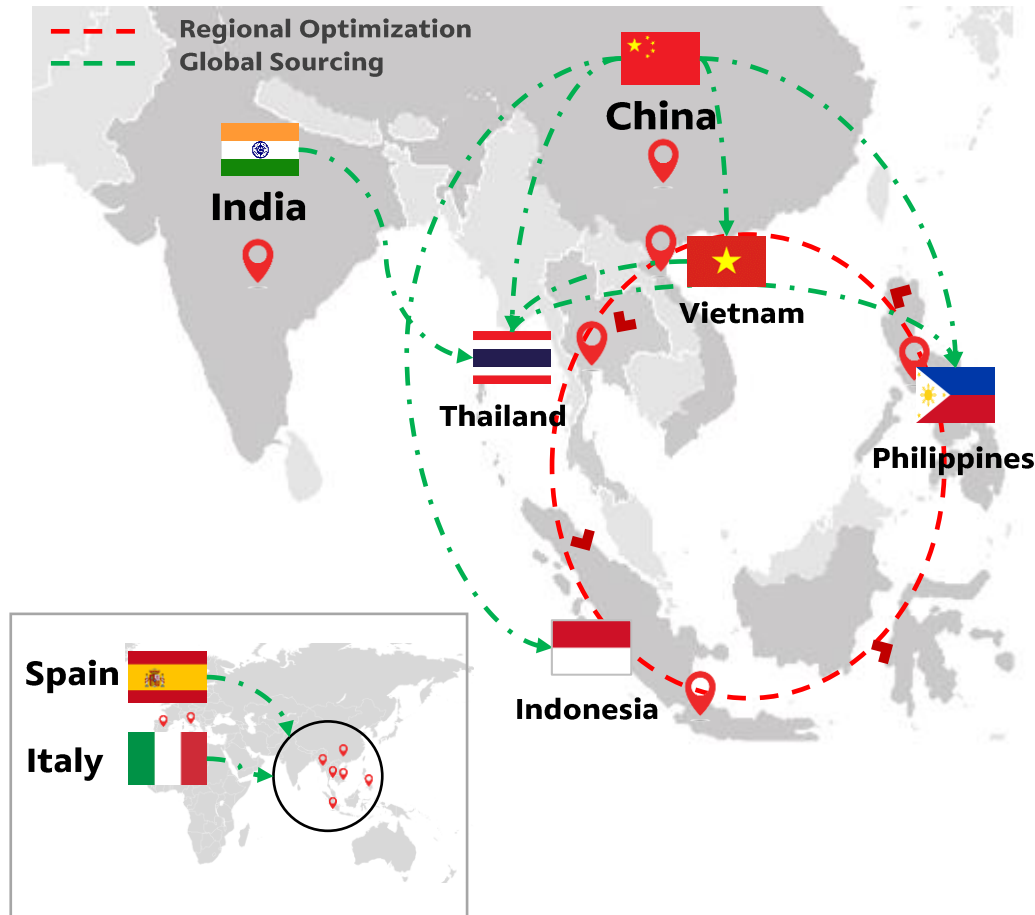 Regional Optimization
Global Sourcing
China
India
Vietnam
Thailand
Philippines
Indonesia
Spain
Italy